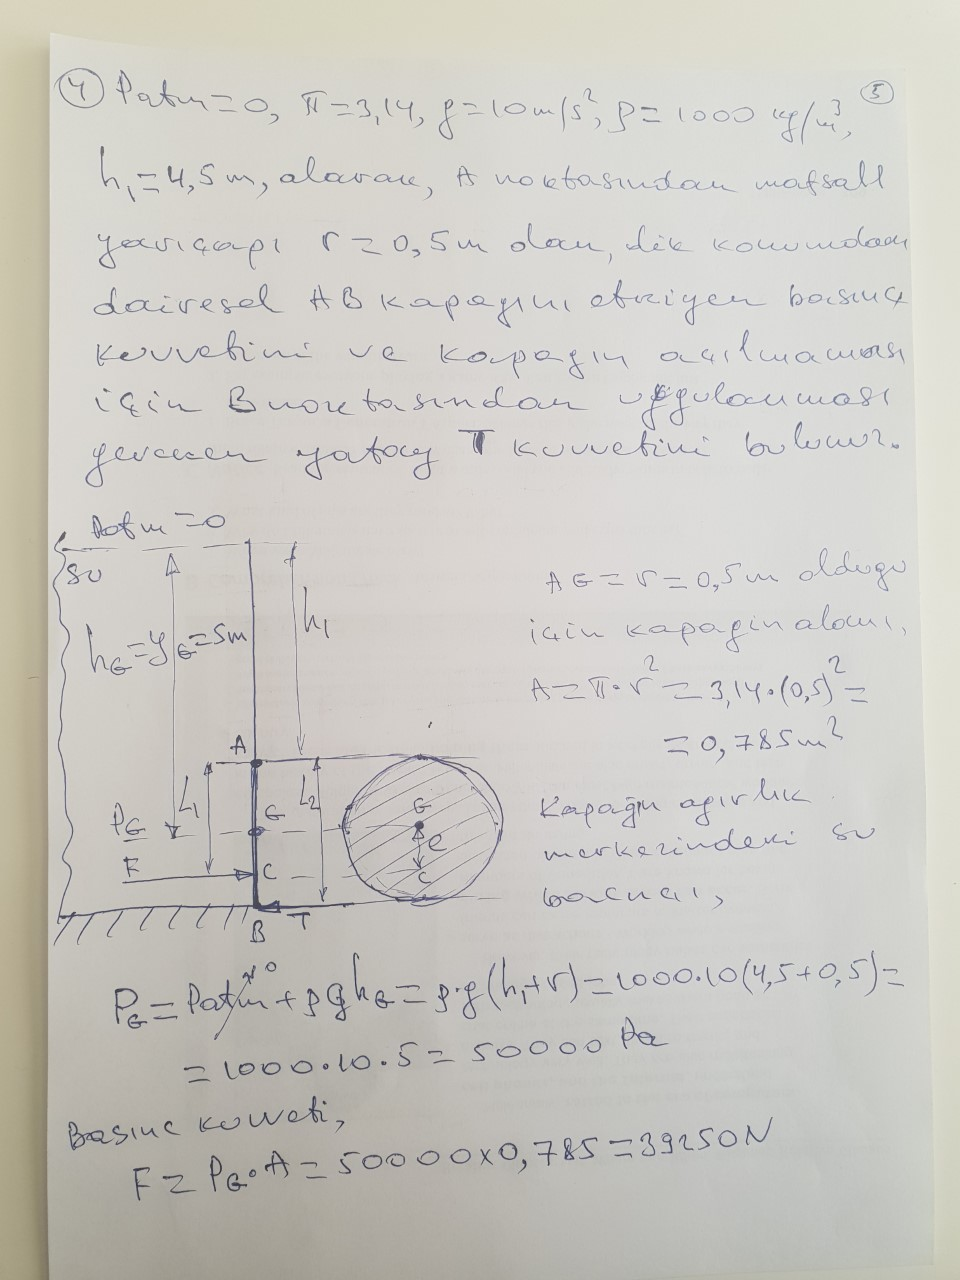 ④ Patm=0, π=3,14, g=10m/s², ρ=1000 kg/m³, ⑤
h₁=4,5m, alarak, A noktasından mafsallı
yarıçapı r=0,5m olan, dik konumdaki
dairesel AB kapağını etkiyen basınç
kuvvetini ve kapağın açılmaması
için B noktasından uygulanması
gereken yatay T kuvvetini bulunuz.
Patm=0
su
h₁
hG=yG=5m
AG=r=0,5m olduğu
için kapağın alanı,
A=π·r²=3,14·(0,5)²=
=0,785m²
A
L₁
L₂
G
G
PG
e
F
C
C
T
B
Kapağın ağırlık
merkezindeki su
basıncı,
PG=Patm⁰+ρghG=ρ·g(h₁+r)=1000·10(4,5+0,5)=
=1000·10·5=50000 Pa
Basınç kuvveti,
F=PG·A=50000x0,785=39250N